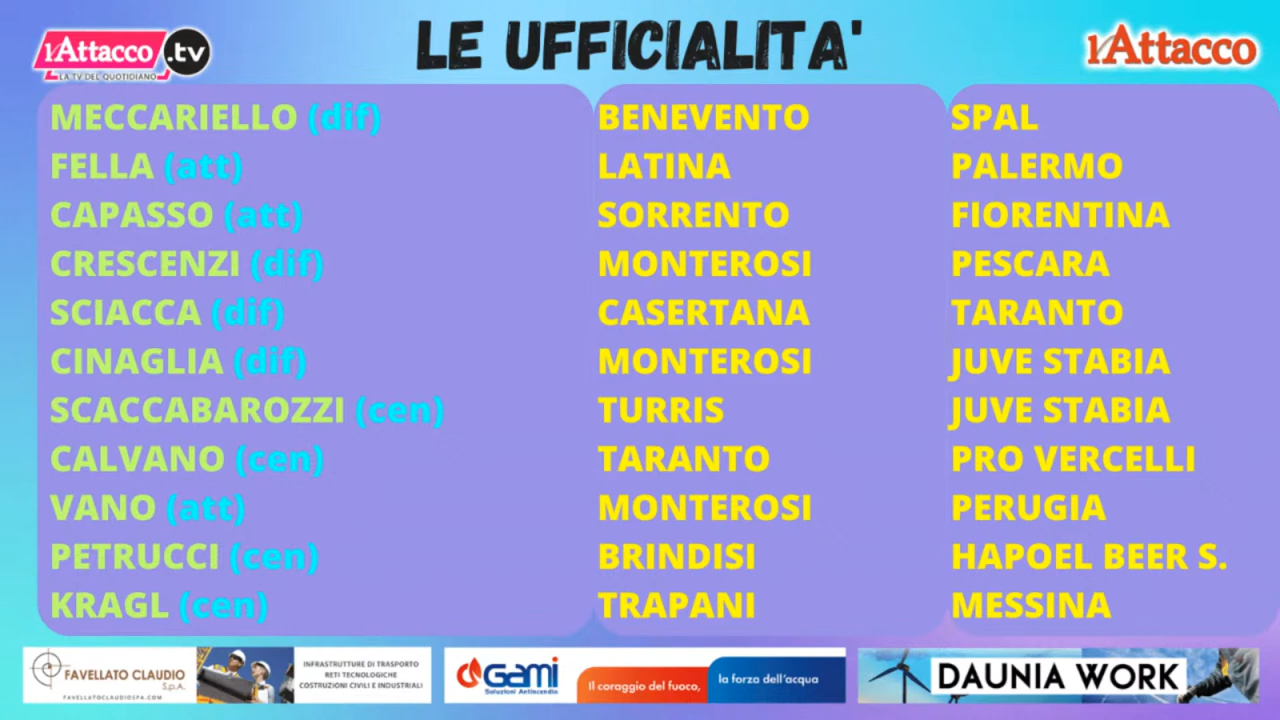 lAttacco .tv
LA TV DEL QUOTIDIANO
LE UFFICIALITA'
lAttacco
MECCARIELLO (dif) BENEVENTO SPAL
FELLA (att) LATINA PALERMO
CAPASSO (att) SORRENTO FIORENTINA
CRESCENZI (dif) MONTEROSI PESCARA
SCIACCA (dif) CASERTANA TARANTO
CINAGLIA (dif) MONTEROSI JUVE STABIA
SCACCABAROZZI (cen) TURRIS JUVE STABIA
CALVANO (cen) TARANTO PRO VERCELLI
VANO (att) MONTEROSI PERUGIA
PETRUCCI (cen) BRINDISI HAPOEL BEER S.
KRAGL (cen) TRAPANI MESSINA
FAVELLATO CLAUDIO
S.p.A.
FAVELLATOCLAUDIOSPA.COM
INFRASTRUTTURE DI TRASPORTO
RETI TECNOLOGICHE
COSTRUZIONI CIVILI E INDUSTRIALI
Gami
Soluzioni Antincendio
Il coraggio del fuoco, la forza dell'acqua
DAUNIA WORK